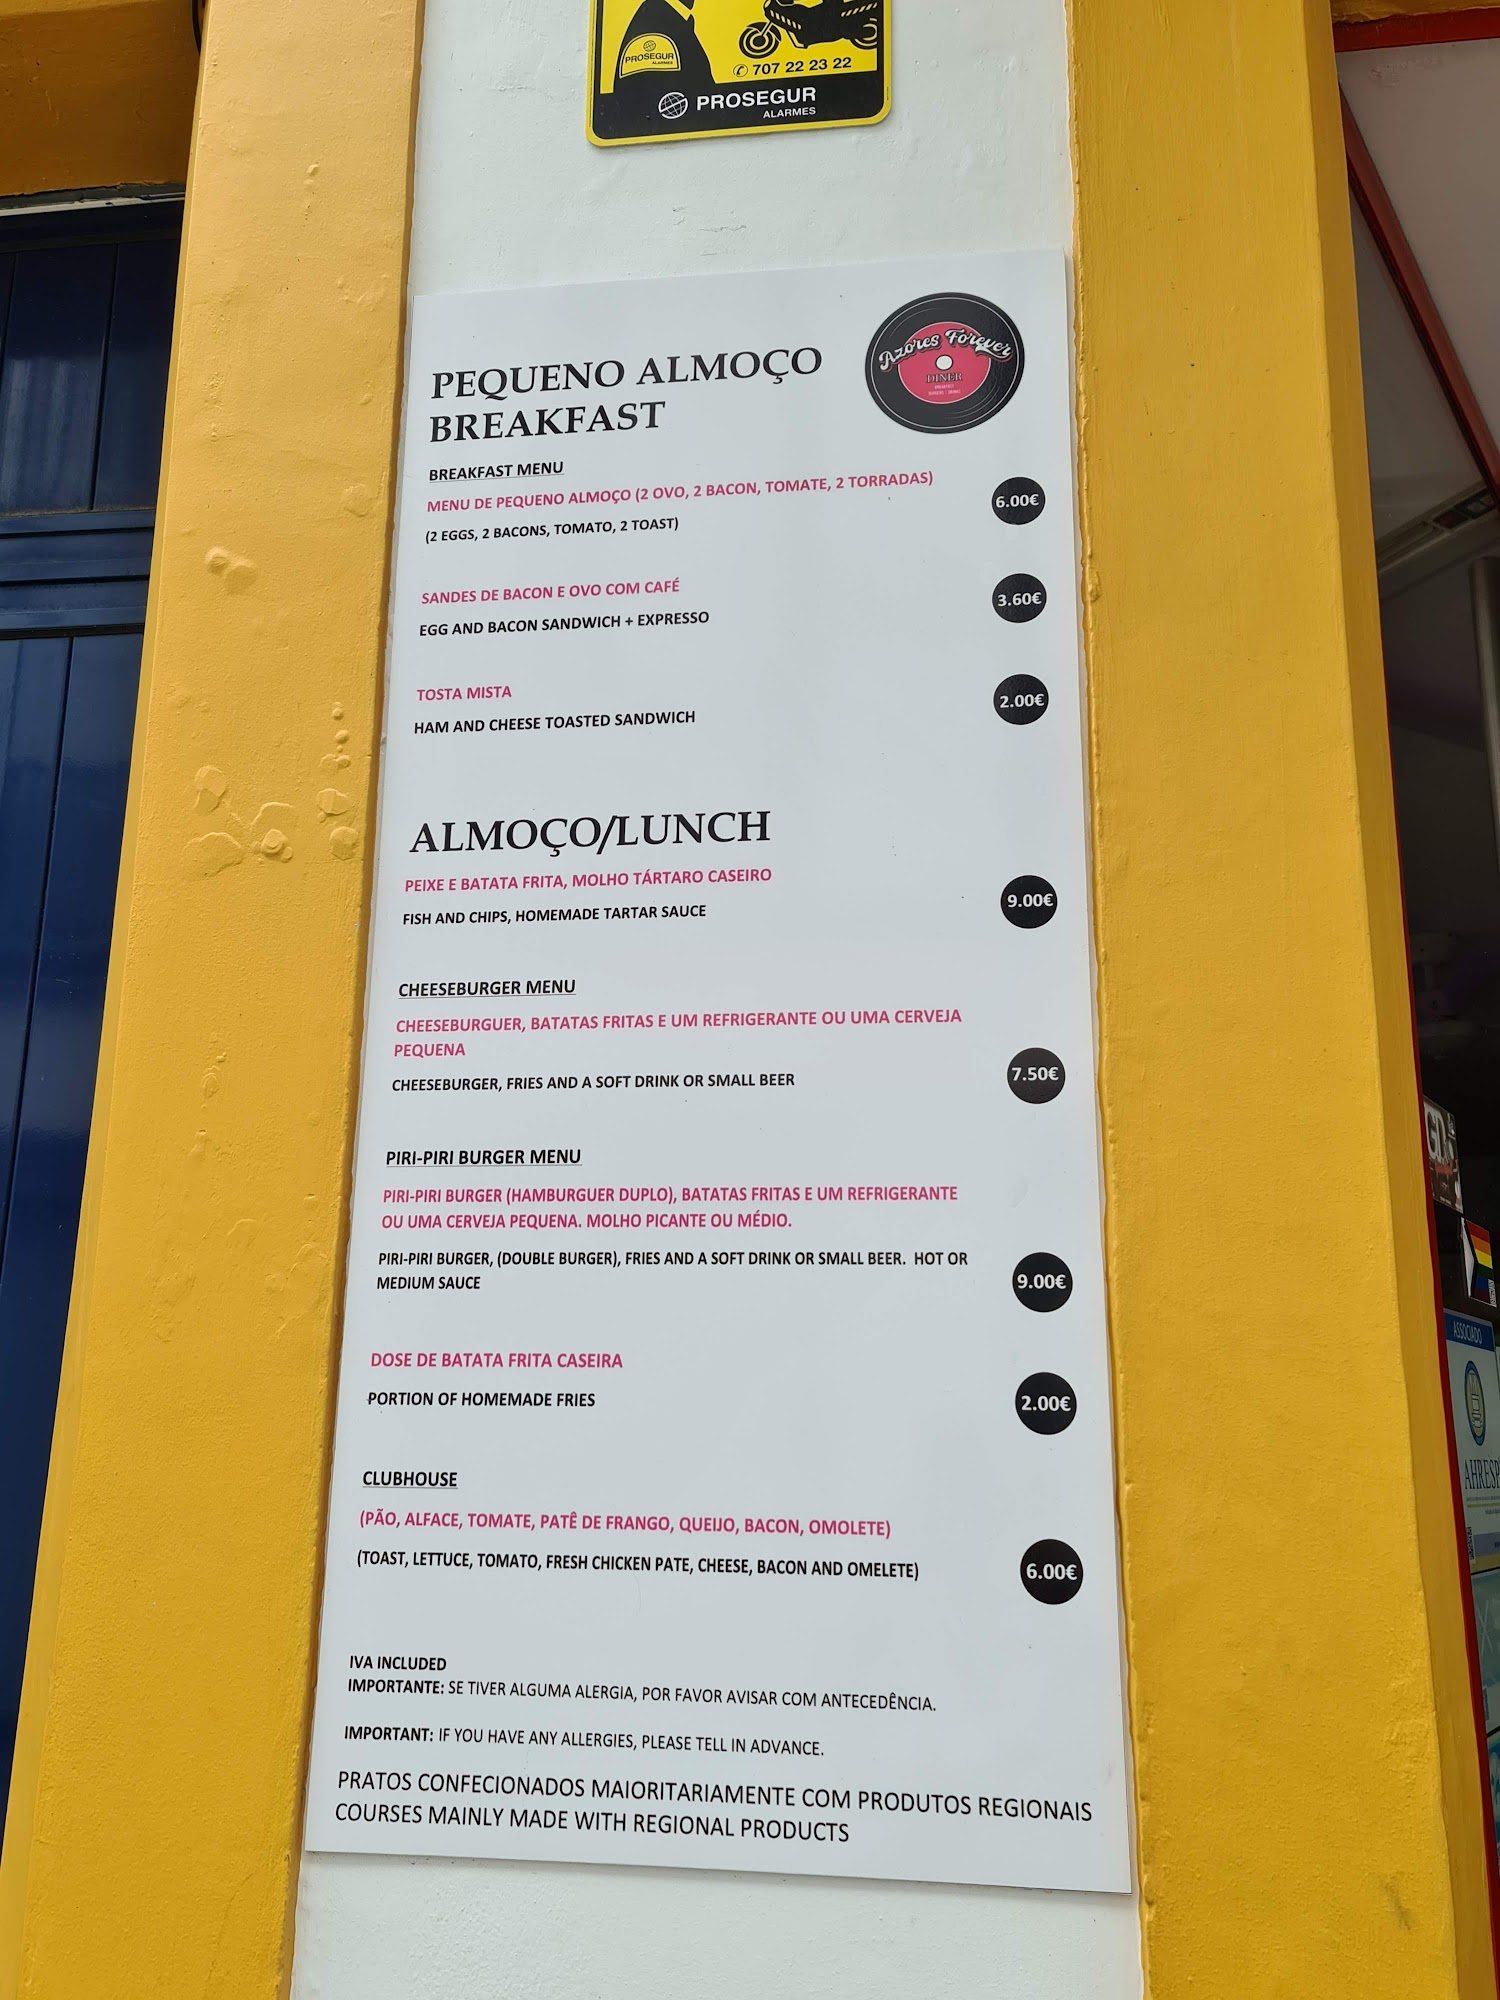 PROSEGUR
ALARMES
707 22 23 22
PROSEGUR
ALARMES
Azores Forever
DINER
PEQUENO ALMOÇO
BREAKFAST
BREAKFAST MENU
MENU DE PEQUENO ALMOÇO (2 OVO, 2 BACON, TOMATE, 2 TORRADAS)
6.00€
(2 EGGS, 2 BACONS, TOMATO, 2 TOAST)
SANDES DE BACON E OVO COM CAFÉ
3.60€
EGG AND BACON SANDWICH + EXPRESSO
TOSTA MISTA
2.00€
HAM AND CHEESE TOASTED SANDWICH
ALMOÇO/LUNCH
PEIXE E BATATA FRITA, MOLHO TÁRTARO CASEIRO
9.00€
FISH AND CHIPS, HOMEMADE TARTAR SAUCE
CHEESEBURGER MENU
CHEESEBURGUER, BATATAS FRITAS E UM REFRIGERANTE OU UMA CERVEJA
PEQUENA
7.50€
CHEESEBURGER, FRIES AND A SOFT DRINK OR SMALL BEER
PIRI-PIRI BURGER MENU
PIRI-PIRI BURGER (HAMBURGUER DUPLO), BATATAS FRITAS E UM REFRIGERANTE
OU UMA CERVEJA PEQUENA. MOLHO PICANTE OU MÉDIO.
PIRI-PIRI BURGER, (DOUBLE BURGER), FRIES AND A SOFT DRINK OR SMALL BEER. HOT OR
MEDIUM SAUCE
9.00€
DOSE DE BATATA FRITA CASEIRA
PORTION OF HOMEMADE FRIES
2.00€
CLUBHOUSE
(PÃO, ALFACE, TOMATE, PATÊ DE FRANGO, QUEIJO, BACON, OMOLETE)
(TOAST, LETTUCE, TOMATO, FRESH CHICKEN PATE, CHEESE, BACON AND OMELETE)
6.00€
IVA INCLUDED
IMPORTANTE: SE TIVER ALGUMA ALERGIA, POR FAVOR AVISAR COM ANTECEDÊNCIA.
IMPORTANT: IF YOU HAVE ANY ALLERGIES, PLEASE TELL IN ADVANCE.
PRATOS CONFECIONADOS MAIORITARIAMENTE COM PRODUTOS REGIONAIS
COURSES MAINLY MADE WITH REGIONAL PRODUCTS
ASSOCIADO
AHRESP